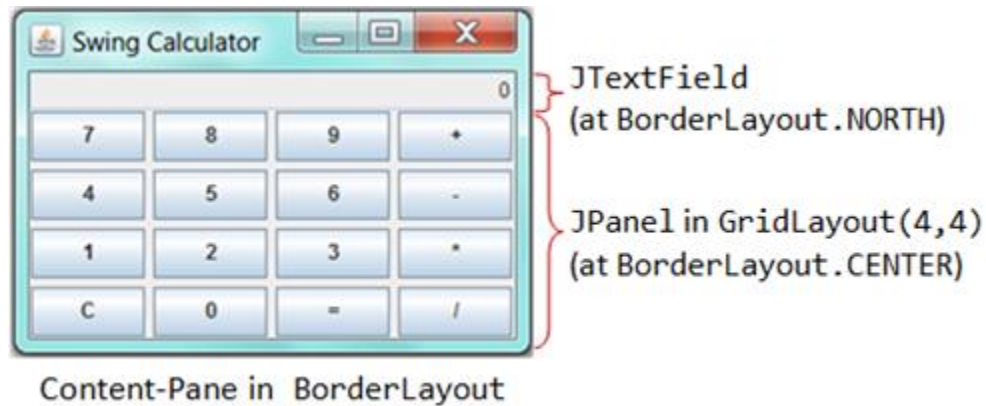 Swing Calculator
0
JTextField
(at BorderLayout.NORTH)
7 8 9 +
4 5 6 -
1 2 3 *
C 0 = /
JPanel in GridLayout(4,4)
(at BorderLayout.CENTER)
Content-Pane in BorderLayout